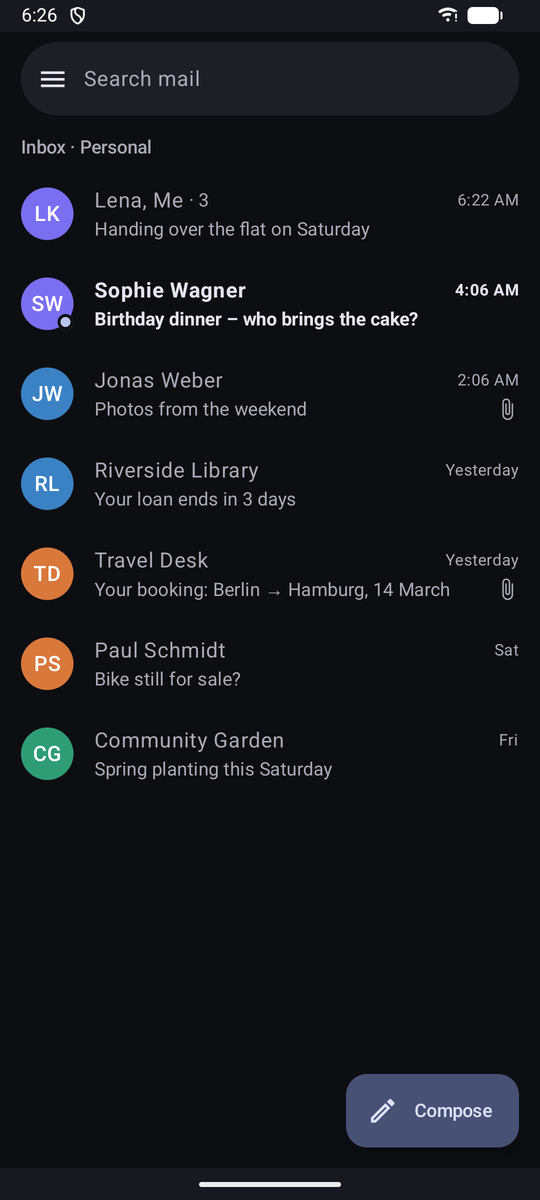 6:26
Search mail
Inbox · Personal
LK
Lena, Me · 3
6:22 AM
Handing over the flat on Saturday
SW
Sophie Wagner
4:06 AM
Birthday dinner – who brings the cake?
JW
Jonas Weber
2:06 AM
Photos from the weekend
RL
Riverside Library
Yesterday
Your loan ends in 3 days
TD
Travel Desk
Yesterday
Your booking: Berlin → Hamburg, 14 March
PS
Paul Schmidt
Sat
Bike still for sale?
CG
Community Garden
Fri
Spring planting this Saturday
Compose